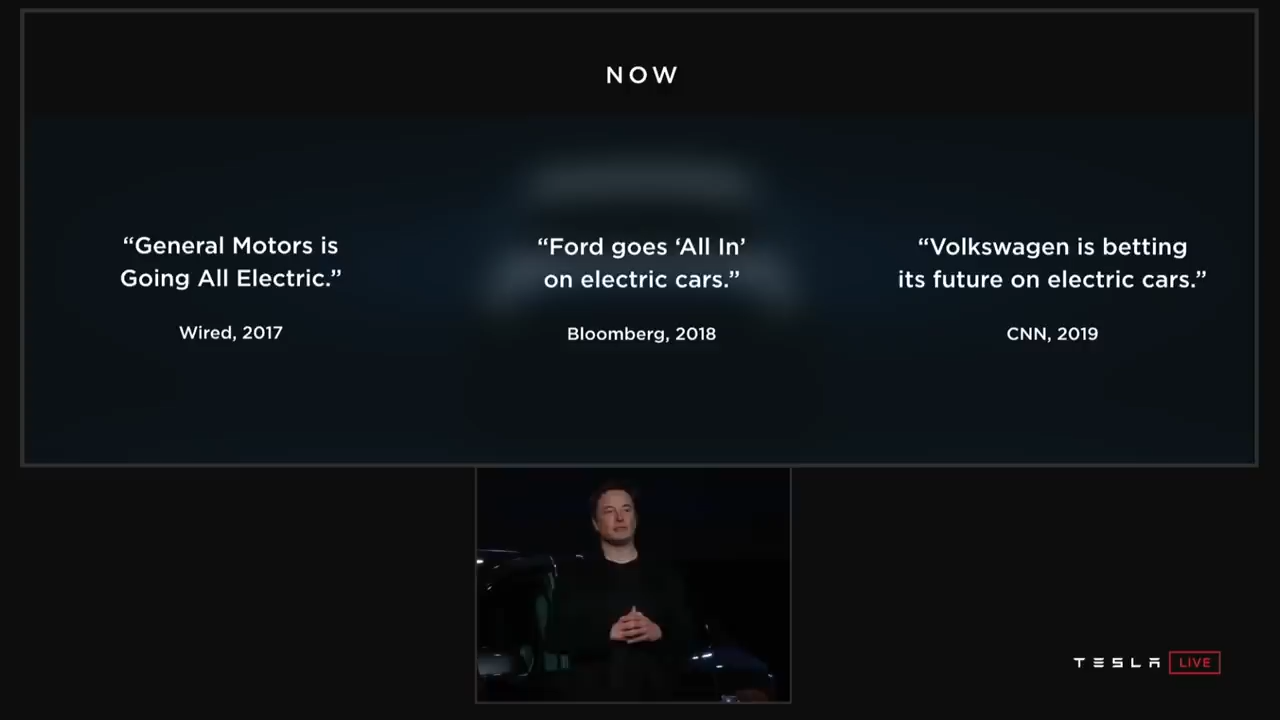 NOW
“General Motors is
Going All Electric.”
Wired, 2017
“Ford goes ‘All In’
on electric cars.”
Bloomberg, 2018
“Volkswagen is betting
its future on electric cars.”
CNN, 2019
TESLA LIVE